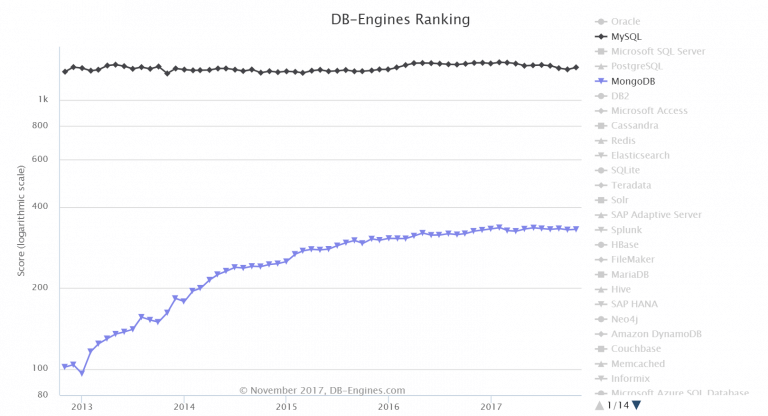 DB-Engines Ranking
Score (logarithmic scale)
1k
800
600
400
200
100
80
2013
2014
2015
2016
2017
© November 2017, DB-Engines.com
Oracle
MySQL
Microsoft SQL Server
PostgreSQL
MongoDB
DB2
Microsoft Access
Cassandra
Redis
Elasticsearch
SQLite
Teradata
Solr
SAP Adaptive Server
Splunk
HBase
FileMaker
MariaDB
Hive
SAP HANA
Neo4j
Amazon DynamoDB
Couchbase
Memcached
Informix
Microsoft Azure SQL Database
1/14